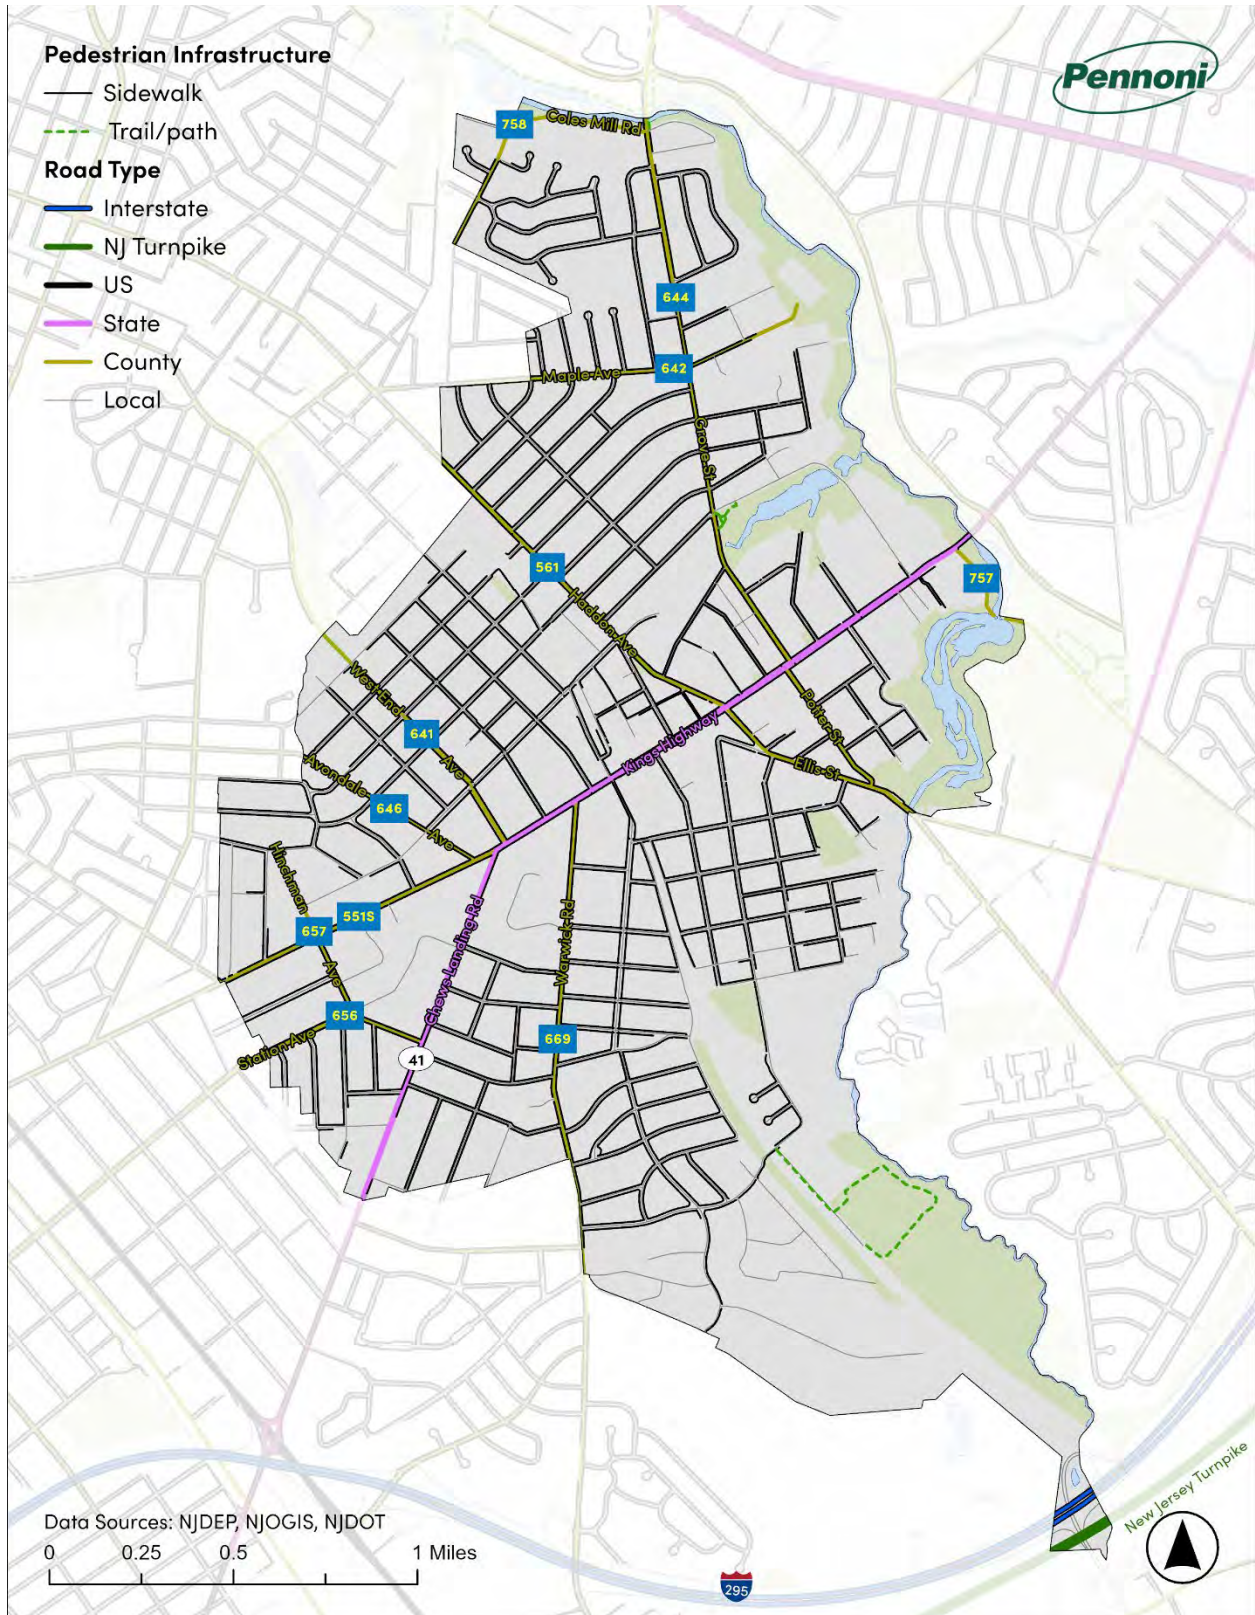 Pedestrian Infrastructure
Sidewalk
Trail/path
Road Type
Interstate
NJ Turnpike
US
State
County
Local
Pennoni
758
Coles Mill Rd
644
642
Maple Ave
Grove St
561
Haddon Ave
757
West End
Ave
641
Kings Highway
Potter St
Ellis St
Avondale
Ave
646
Hinchman
Ave
551S
657
Chews Landing Rd
Warwick Rd
656
Station Ave
41
669
New Jersey Turnpike
Data Sources: NJDEP, NJOGIS, NJDOT
0 0.25 0.5 1 Miles
295